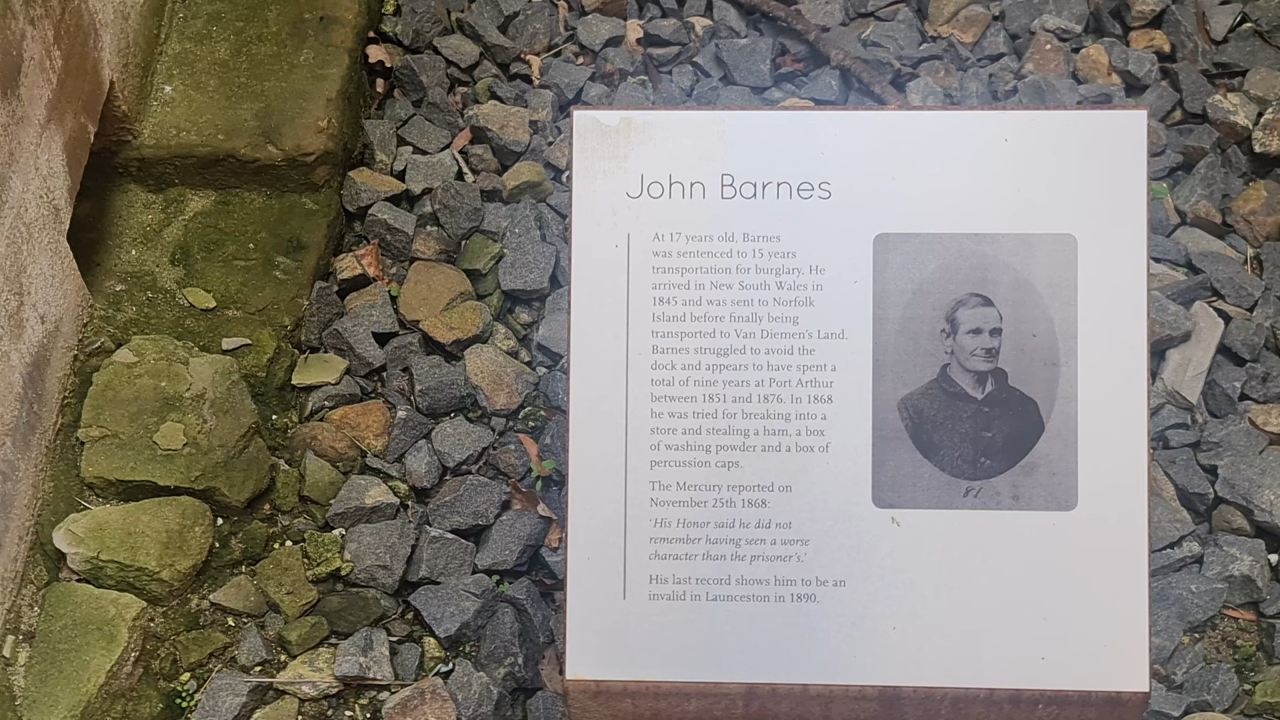 John Barnes
At 17 years old, Barnes
was sentenced to 15 years
transportation for burglary. He
arrived in New South Wales in
1845 and was sent to Norfolk
Island before finally being
transported to Van Diemen's Land.
Barnes struggled to avoid the
dock and appears to have spent a
total of nine years at Port Arthur
between 1851 and 1876. In 1868
he was tried for breaking into a
store and stealing a ham, a box
of washing powder and a box of
percussion caps.
The Mercury reported on
November 25th 1868:
'His Honor said he did not
remember having seen a worse
character than the prisoner's.'
His last record shows him to be an
invalid in Launceston in 1890.
81